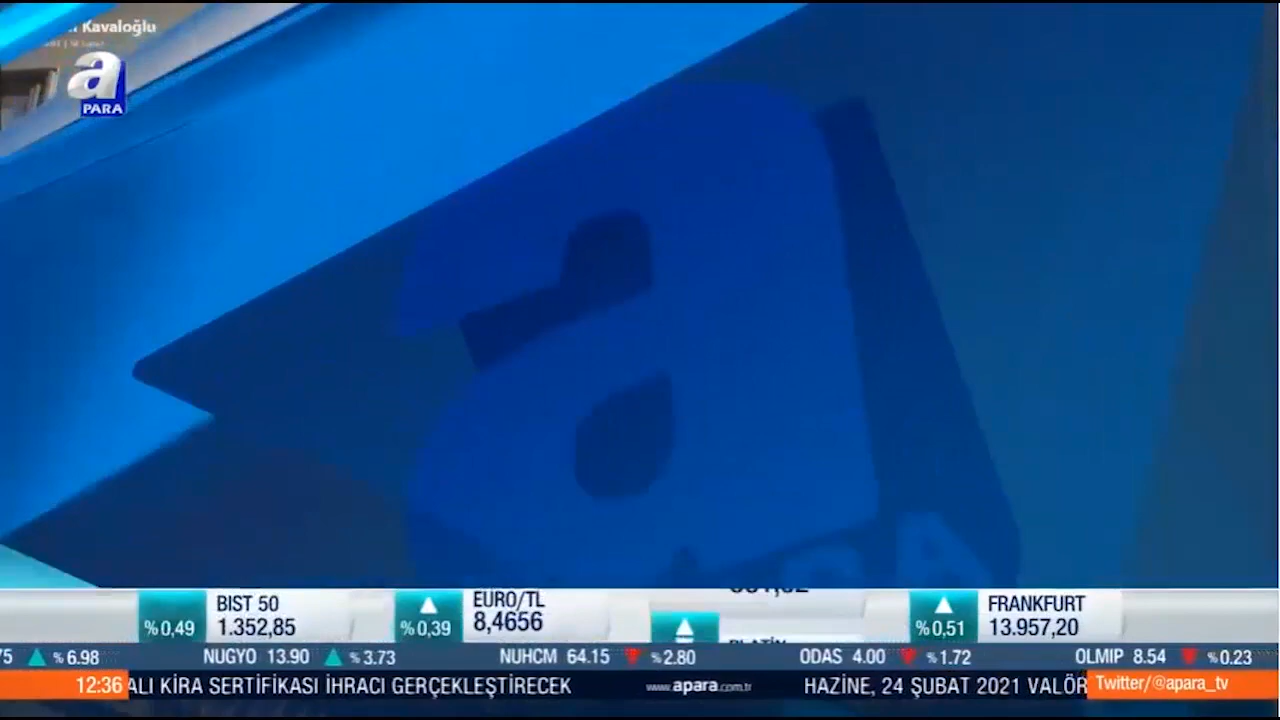 Kavaloğlu
a
PARA
BIST 50
%0,49
1.352,85
EURO/TL
%0,39
8,4656
FRANKFURT
%0,51
13.957,20
%6.98
NUGYO 13.90 %3.73
NUHCM 64.15 %2.80
ODAS 4.00 %1.72
OLMIP 8.54 %0.23
12:36
ALI KİRA SERTİFİKASI İHRACI GERÇEKLEŞTİRECEK
www.apara.com.tr
HAZİNE, 24 ŞUBAT 2021 VALÖR
Twitter/@apara_tv